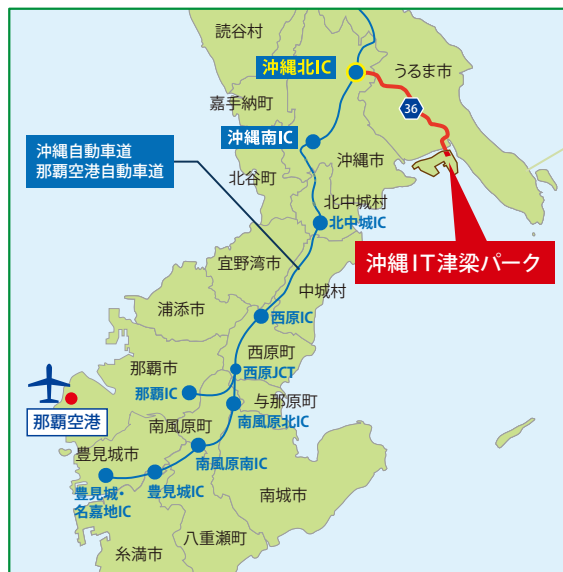 読谷村
沖縄北IC
うるま市
36
嘉手納町
沖縄南IC
沖縄自動車道
那覇空港自動車道
沖縄市
北谷町
北中城村
北中城IC
沖縄IT津梁パーク
宜野湾市
中城村
浦添市
西原IC
西原町
那覇市
西原JCT
那覇IC
与那原町
那覇空港
南風原町
南風原北IC
豊見城市
南風原南IC
豊見城・
名嘉地IC
豊見城IC
南城市
八重瀬町
糸満市